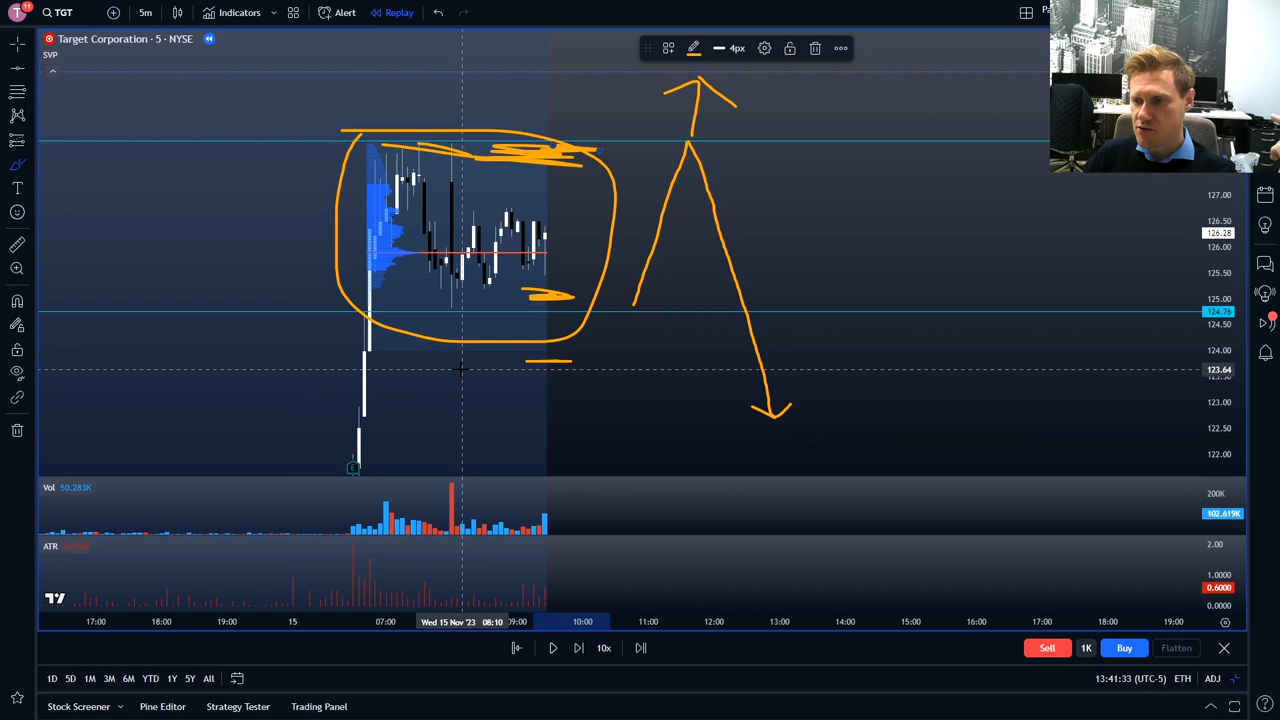 T 11 TGT 5m Indicators Alert Replay 4px Pa
Target Corporation · 5 · NYSE
SVP
127.00
126.50
126.28
126.00
125.50
125.00
124.76
124.50
124.00
123.64
123.00
122.50
122.00
E
Vol 50.283K
200K
102.619K
ATR
2.00
1.0000
0.6000
0.0000
17:00 18:00 19:00 15 07:00 Wed 15 Nov '23 08:10 09:00 10:00 11:00 12:00 13:00 14:00 15:00 16:00 17:00 18:00 19:00
10x Sell 1K Buy Flatten
1D 5D 1M 3M 6M YTD 1Y 5Y All 13:41:33 (UTC-5) ETH ADJ
Stock Screener Pine Editor Strategy Tester Trading Panel